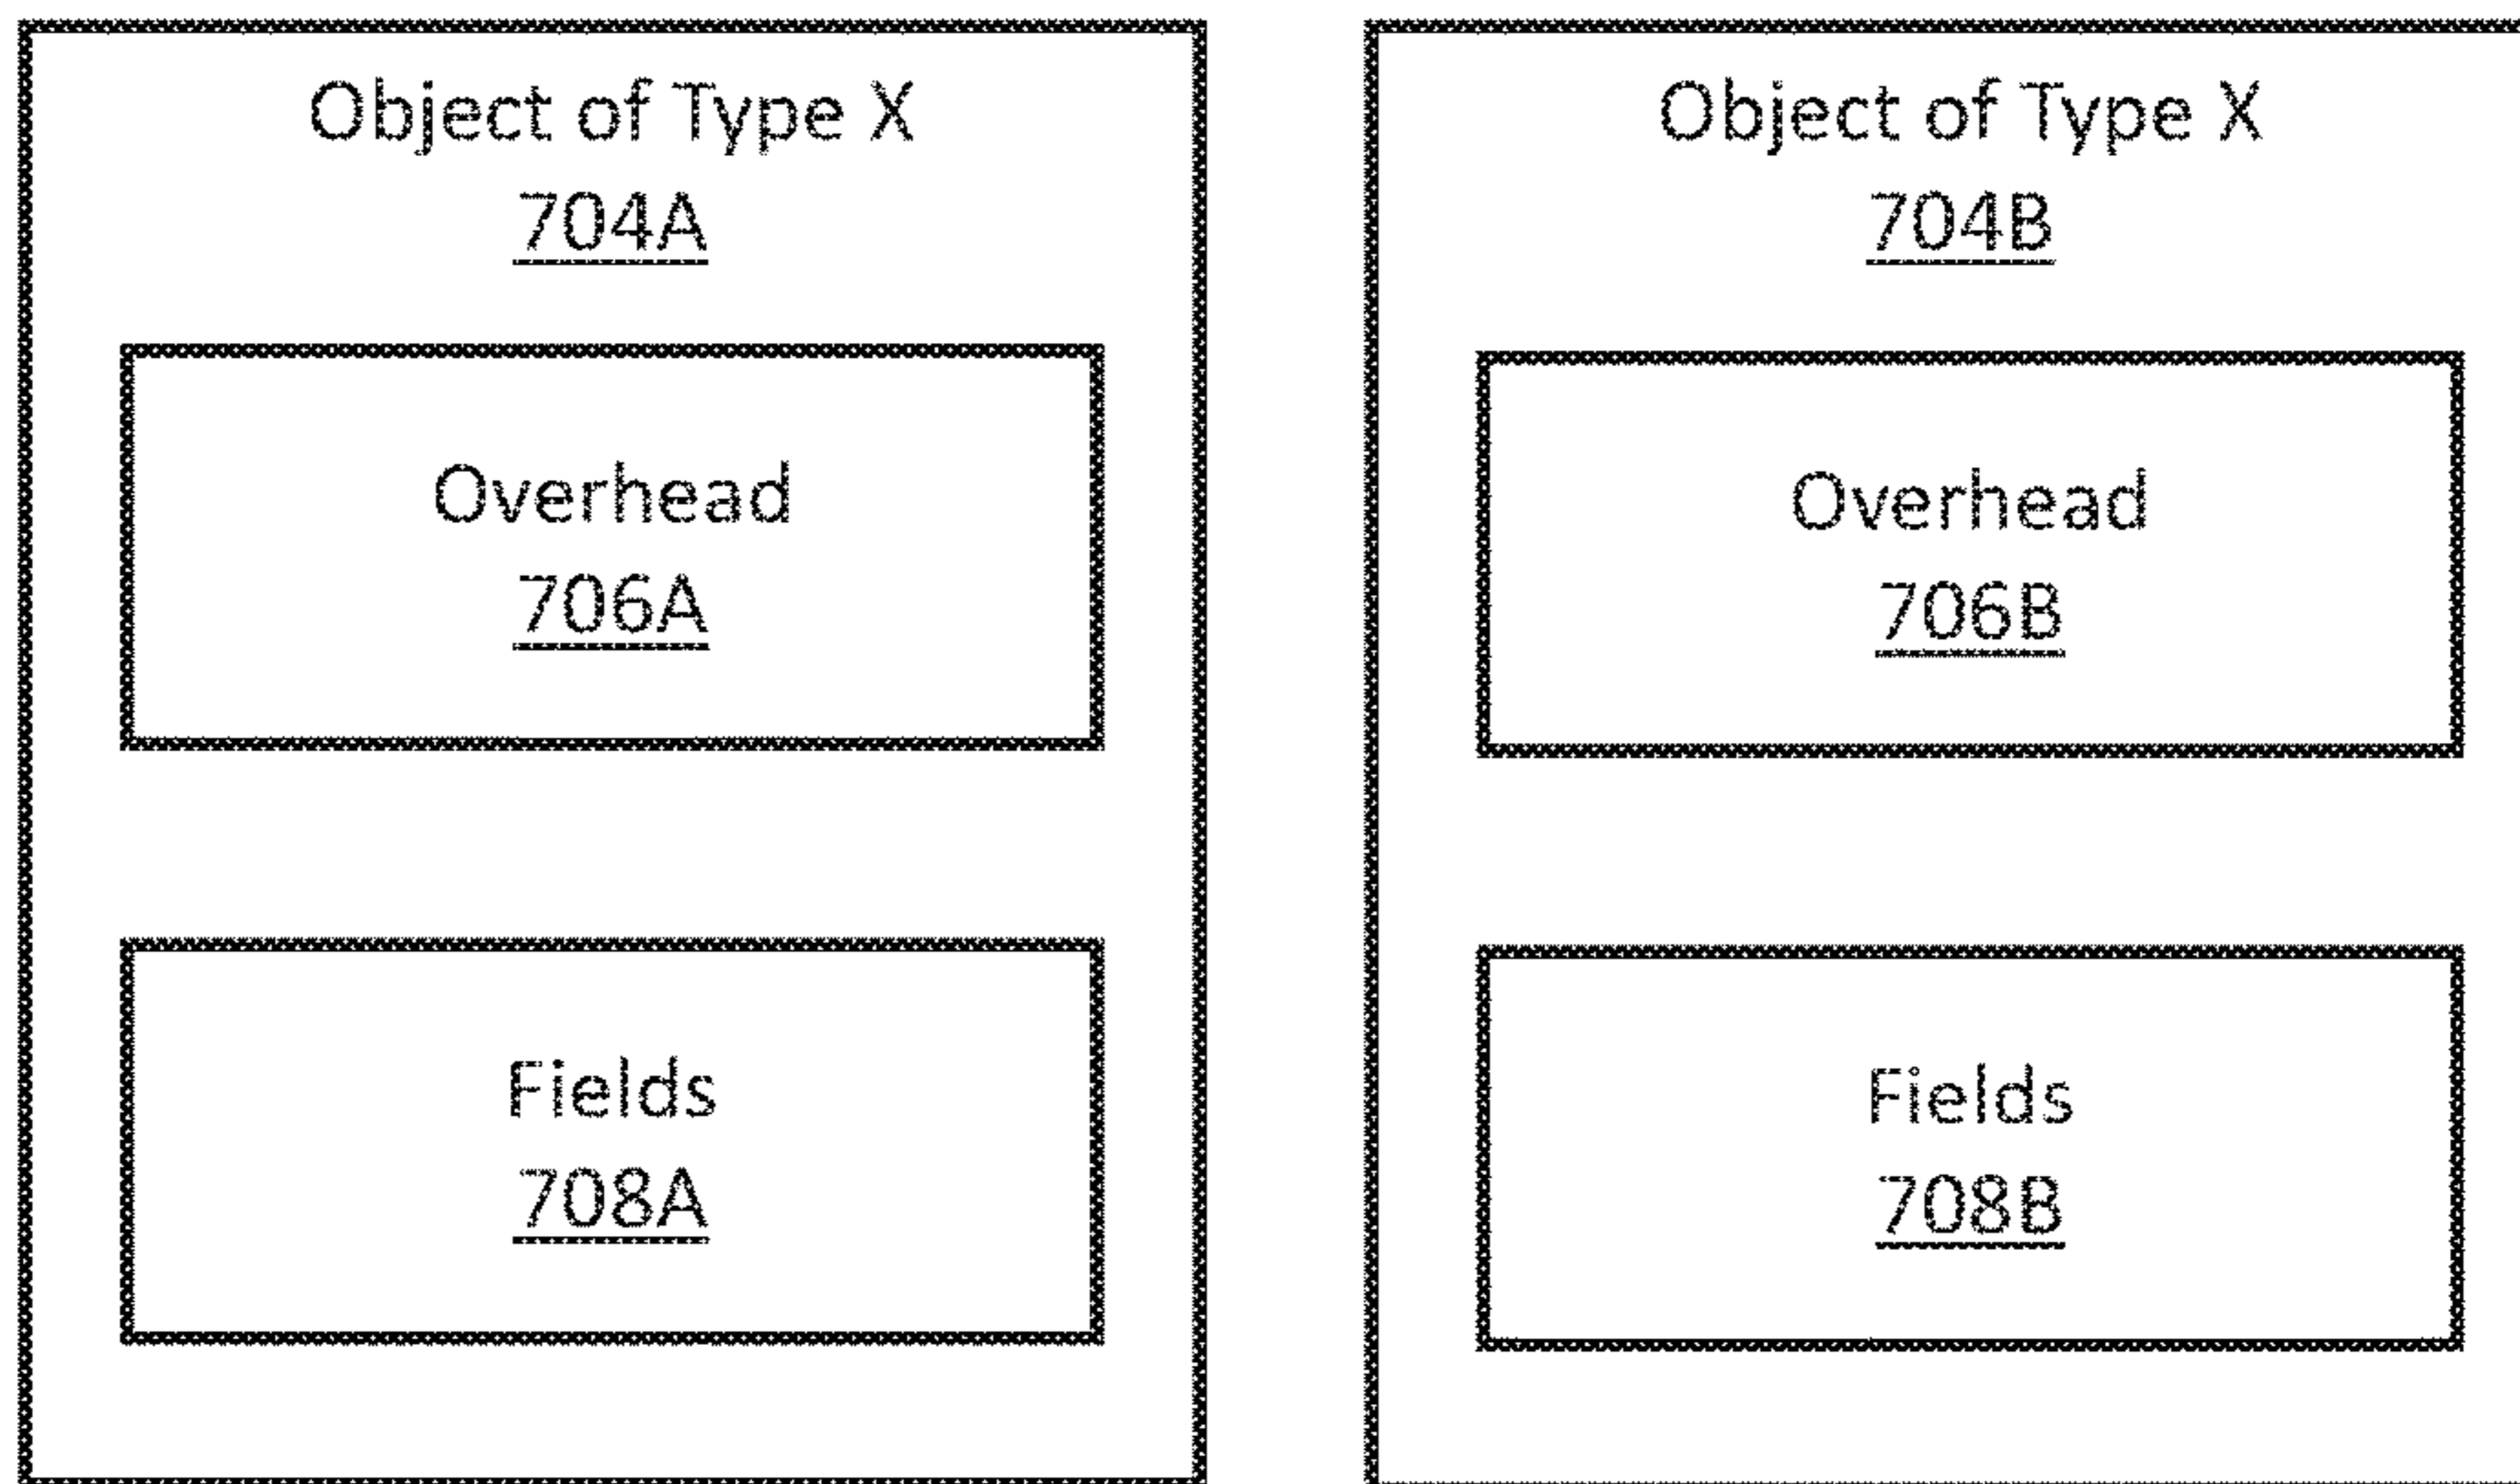 Object of Type X
704A
Overhead
706A
Fields
708A
Object of Type X
704B
Overhead
706B
Fields
708B